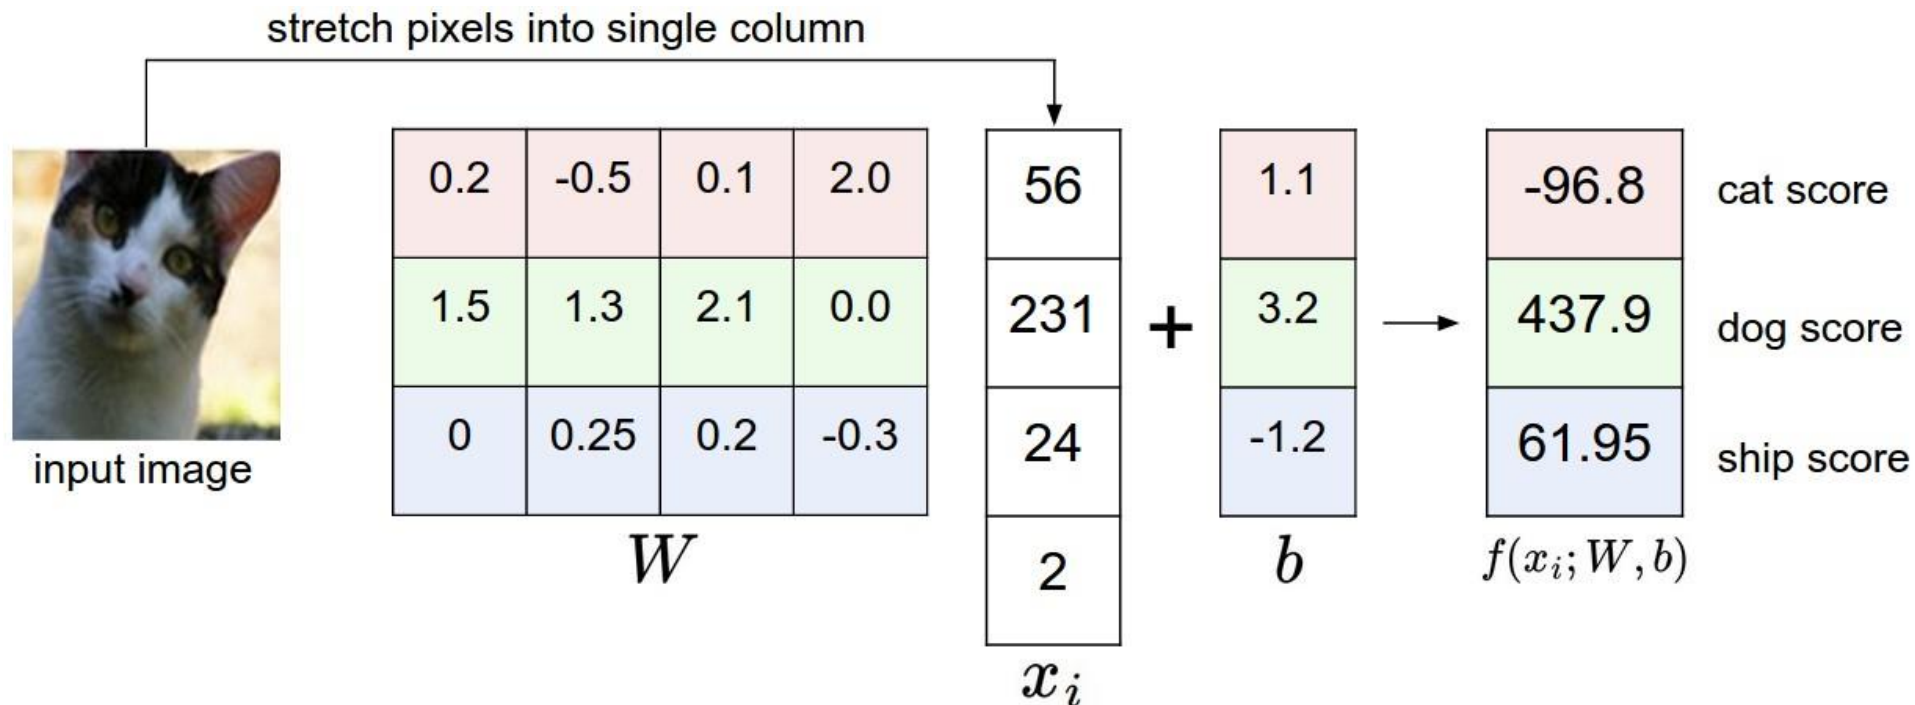 stretch pixels into single column
0.2 -0.5 0.1 2.0
1.5 1.3 2.1 0.0
0 0.25 0.2 -0.3
W
56
231
24
2
x_i
+
1.1
3.2
-1.2
b
-96.8 cat score
437.9 dog score
61.95 ship score
f(x_i; W, b)
input image